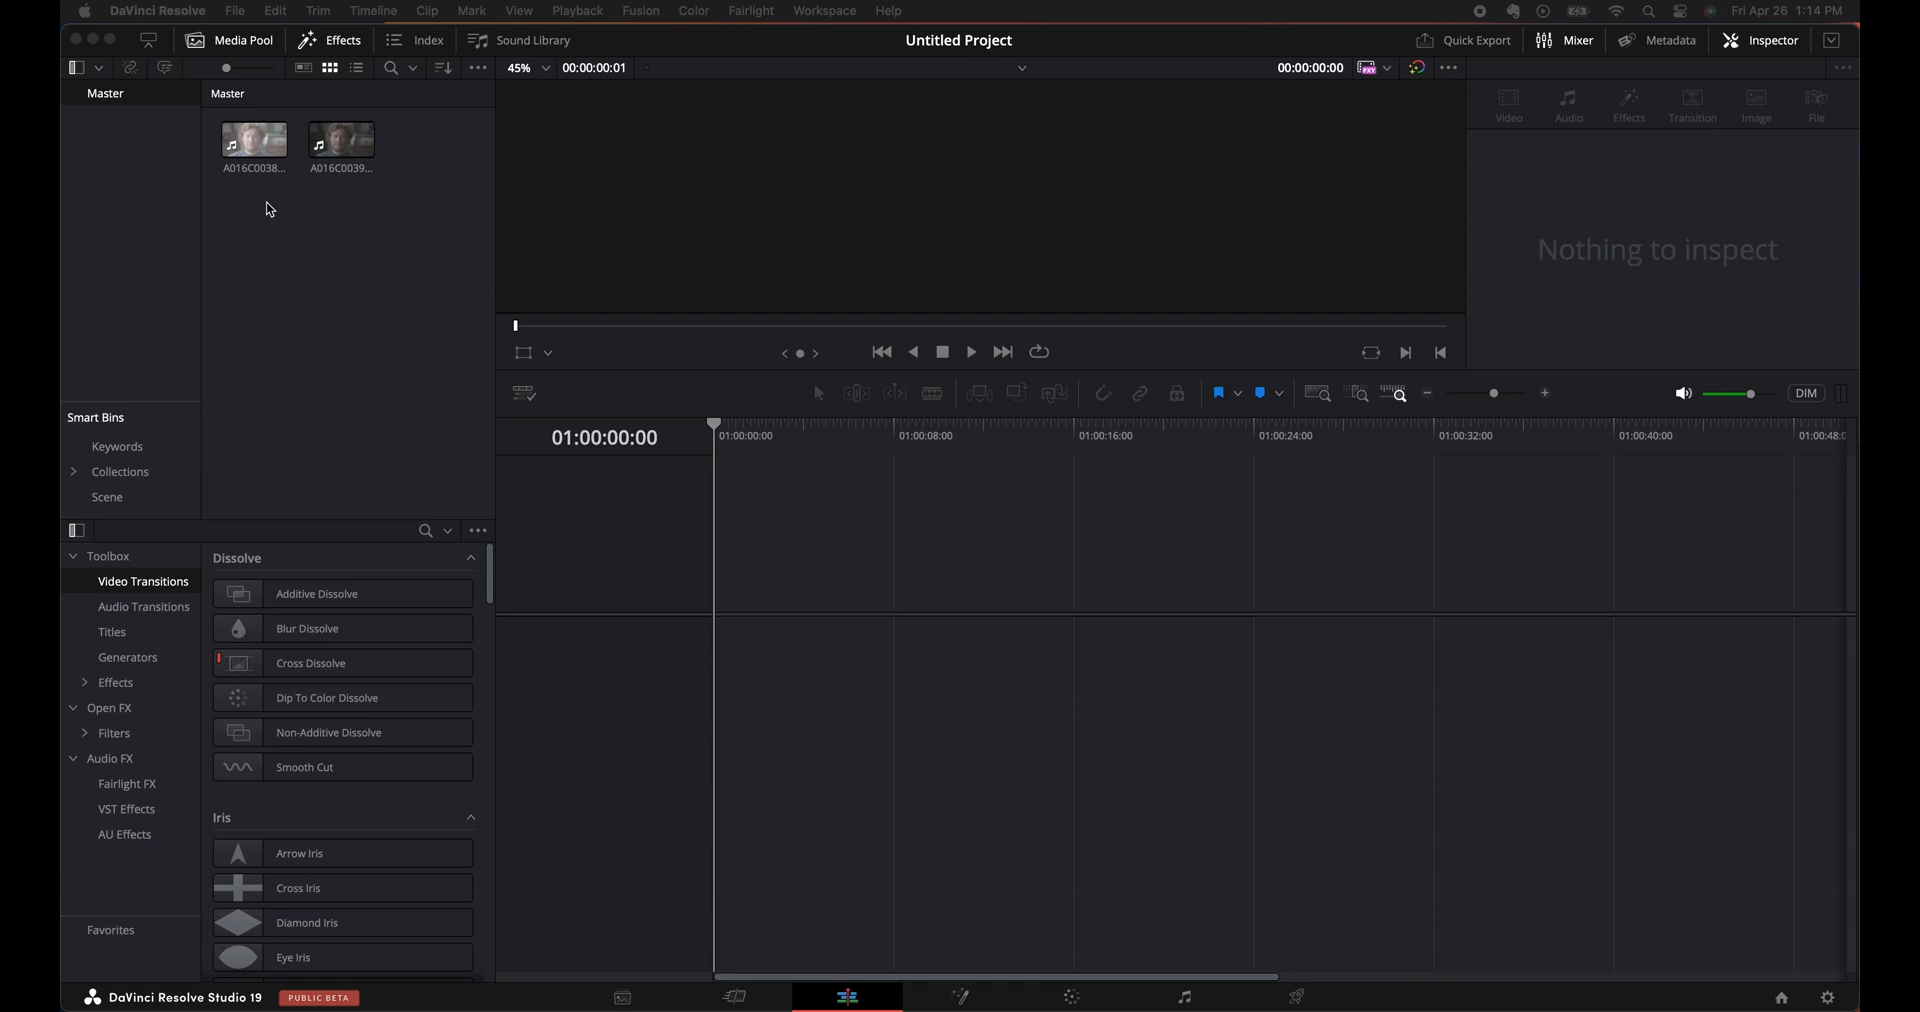 DaVinci Resolve File Edit Trim Timeline Clip Mark View Playback Fusion Color Fairlight Workspace Help Fri Apr 26 1:14 PM
Media Pool Effects Index Sound Library Untitled Project Quick Export Mixer Metadata Inspector
45% 00:00:00:01 00:00:00:00 PXY
Master Master
Video Audio Effects Transition Image File
A016C0038... A016C0039...
Nothing to inspect
DIM
Smart Bins
Keywords
Collections
Scene
01:00:00:00 01:00:00:00 01:00:08:00 01:00:16:00 01:00:24:00 01:00:32:00 01:00:40:00 01:00:48:0
Toolbox
Video Transitions
Audio Transitions
Titles
Generators
Effects
Open FX
Filters
Audio FX
Fairlight FX
VST Effects
AU Effects
Favorites
Dissolve
Additive Dissolve
Blur Dissolve
Cross Dissolve
Dip To Color Dissolve
Non-Additive Dissolve
Smooth Cut
Iris
Arrow Iris
Cross Iris
Diamond Iris
Eye Iris
DaVinci Resolve Studio 19 PUBLIC BETA